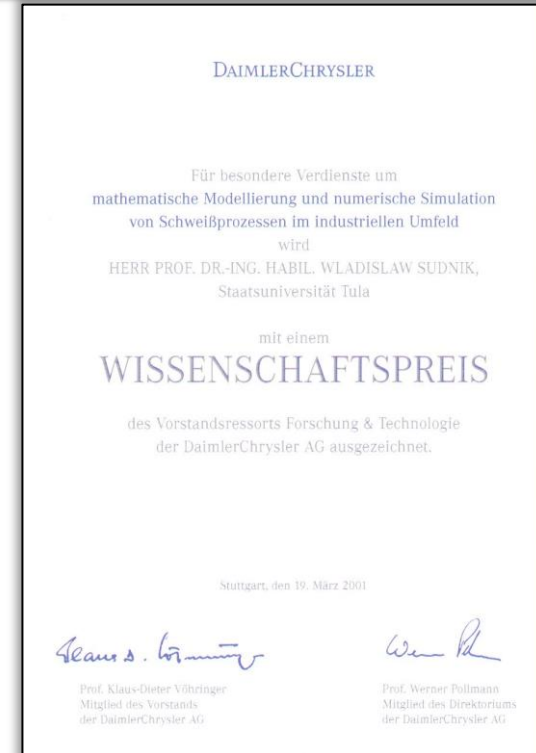 DAIMLERCHRYSLER
Für besondere Verdienste um
mathematische Modellierung und numerische Simulation
von Schweißprozessen im industriellen Umfeld
wird
HERR PROF. DR.-ING. HABIL. WLADISLAW SUDNIK,
Staatsuniversität Tula
mit einem
WISSENSCHAFTSPREIS
des Vorstandsressorts Forschung & Technologie
der DaimlerChrysler AG ausgezeichnet.
Stuttgart, den 19. März 2001
Prof. Klaus-Dieter Vöhringer
Mitglied des Vorstands
der DaimlerChrysler AG
Prof. Werner Pollmann
Mitglied des Direktoriums
der DaimlerChrysler AG